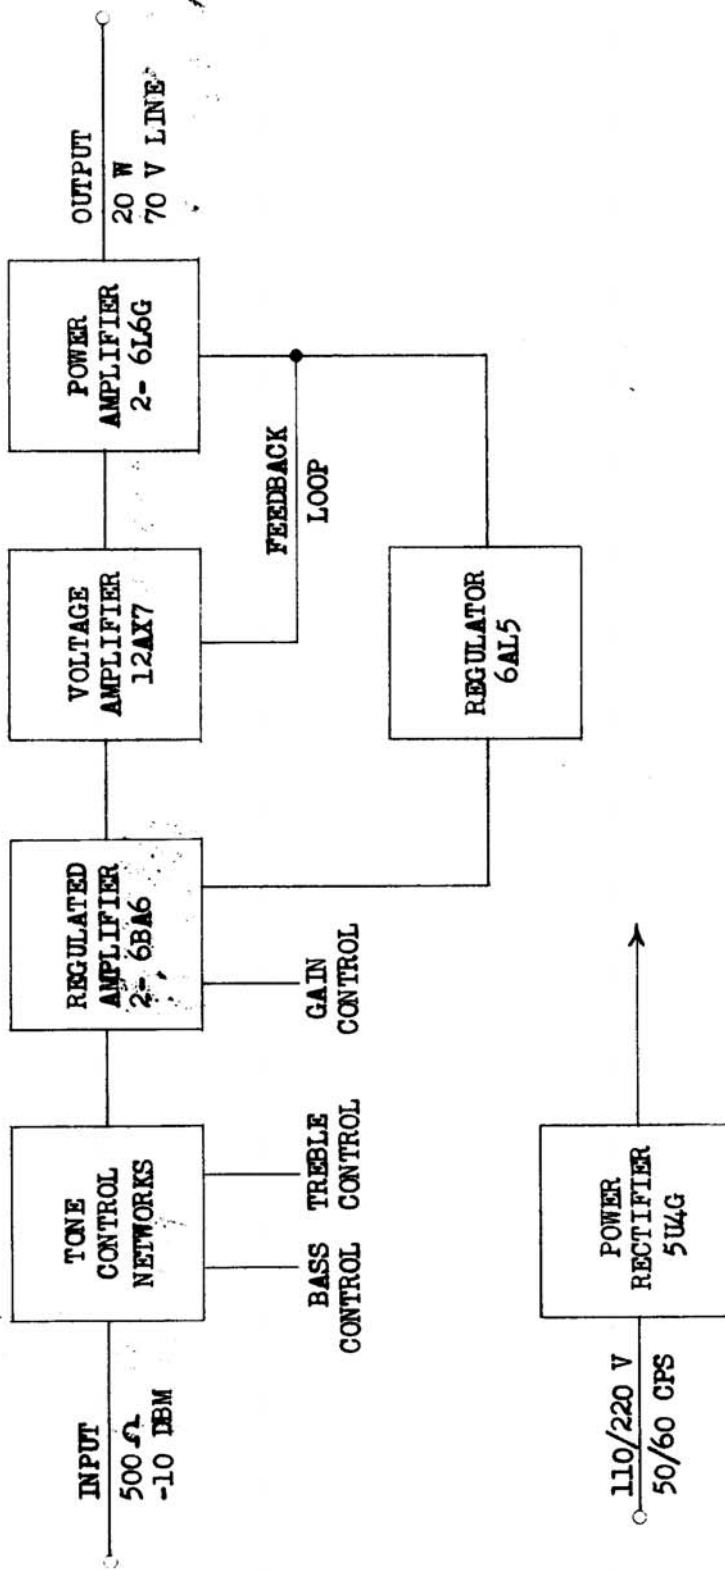 INPUT
500Ω
-10 DBM
TONE
CONTROL
NETWORKS
BASS
CONTROL
TREBLE
CONTROL
REGULATED
AMPLIFIER
2- 6BA6
GAIN
CONTROL
VOLTAGE
AMPLIFIER
12AX7
FEEDBACK
LOOP
POWER
AMPLIFIER
2- 6L6G
OUTPUT
20 W
70 V LINE
REGULATOR
6AL5
110/220 V
50/60 CPS
POWER
RECTIFIER
5U4G